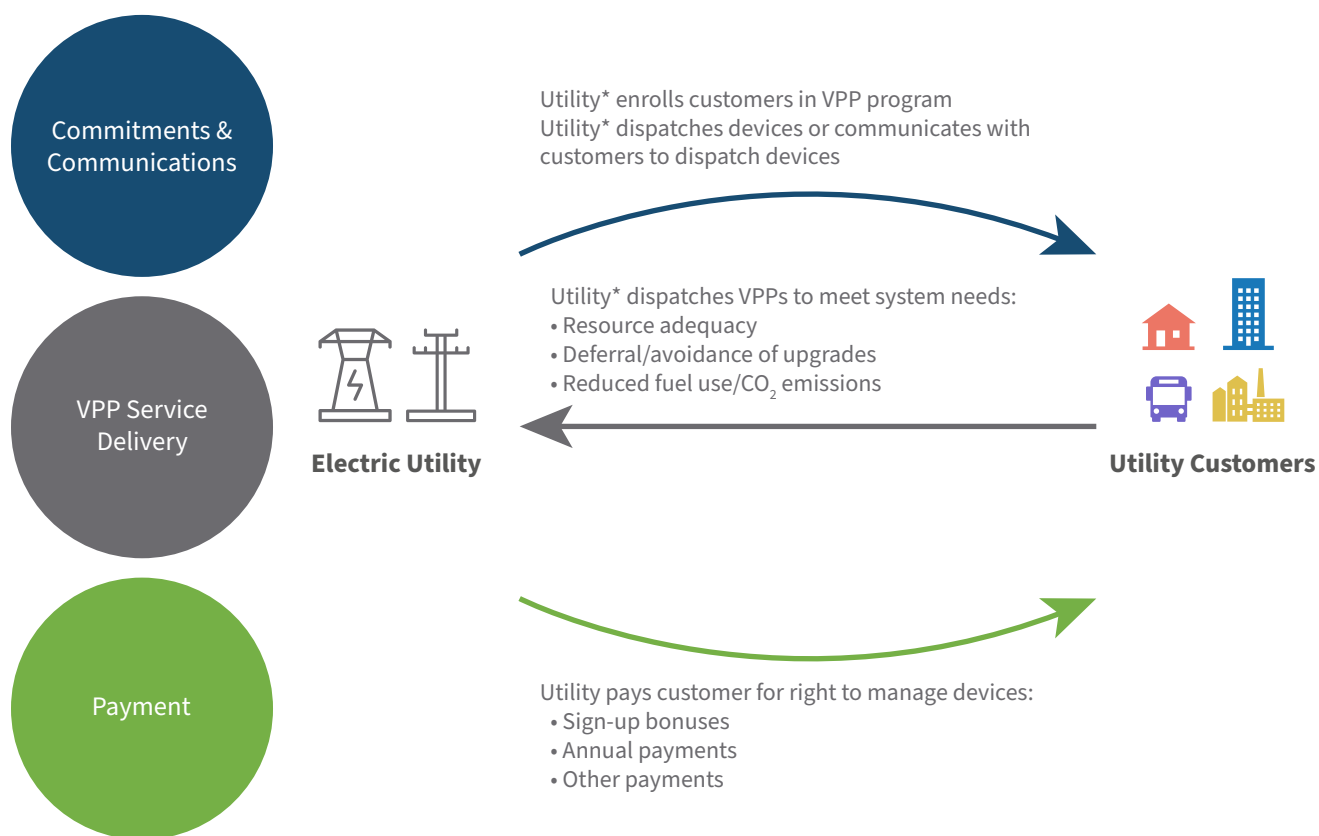 Commitments &
Communications
Utility* enrolls customers in VPP program
Utility* dispatches devices or communicates with
customers to dispatch devices
VPP Service
Delivery
Electric Utility
Utility* dispatches VPPs to meet system needs:
• Resource adequacy
• Deferral/avoidance of upgrades
• Reduced fuel use/CO₂ emissions
Utility Customers
Payment
Utility pays customer for right to manage devices:
• Sign-up bonuses
• Annual payments
• Other payments